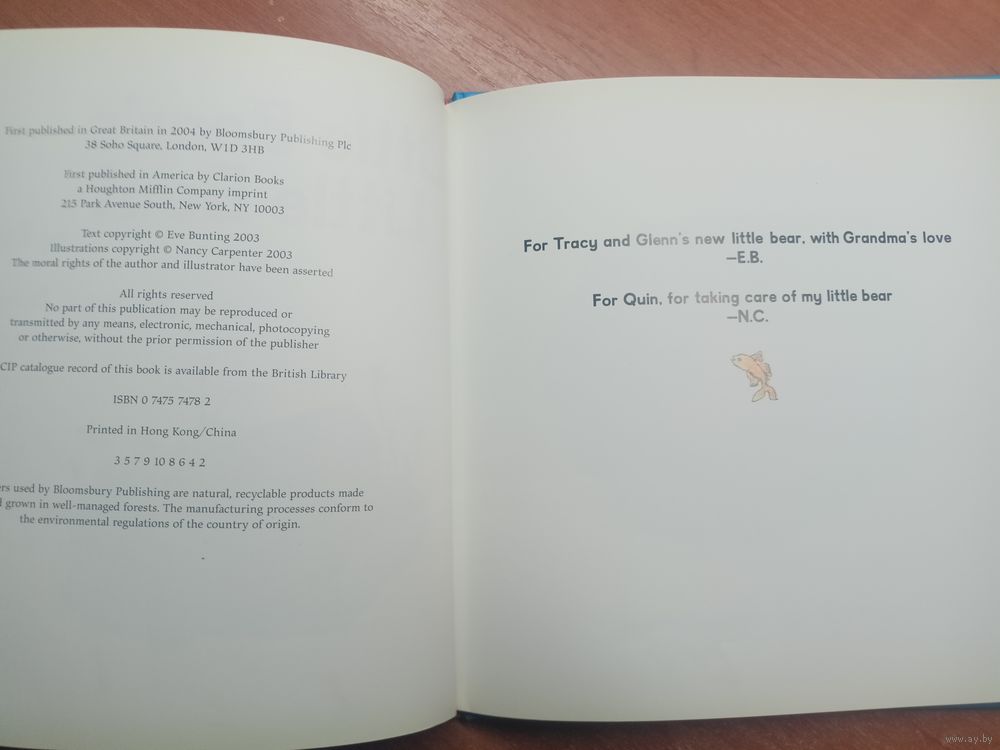 First published in Great Britain in 2004 by Bloomsbury Publishing Plc
38 Soho Square, London, W1D 3HB
First published in America by Clarion Books
a Houghton Mifflin Company imprint
215 Park Avenue South, New York, NY 10003
Text copyright © Eve Bunting 2003
Illustrations copyright © Nancy Carpenter 2003
The moral rights of the author and illustrator have been asserted
All rights reserved
No part of this publication may be reproduced or
transmitted by any means, electronic, mechanical, photocopying
or otherwise, without the prior permission of the publisher
CIP catalogue record of this book is available from the British Library
ISBN 0 7475 7478 2
Printed in Hong Kong/China
3 5 7 9 10 8 6 4 2
used by Bloomsbury Publishing are natural, recyclable products made
grown in well-managed forests. The manufacturing processes conform to
the environmental regulations of the country of origin.
For Tracy and Glenn's new little bear, with Grandma's love
—E.B.
For Quin, for taking care of my little bear
—N.C.
www.ay.by